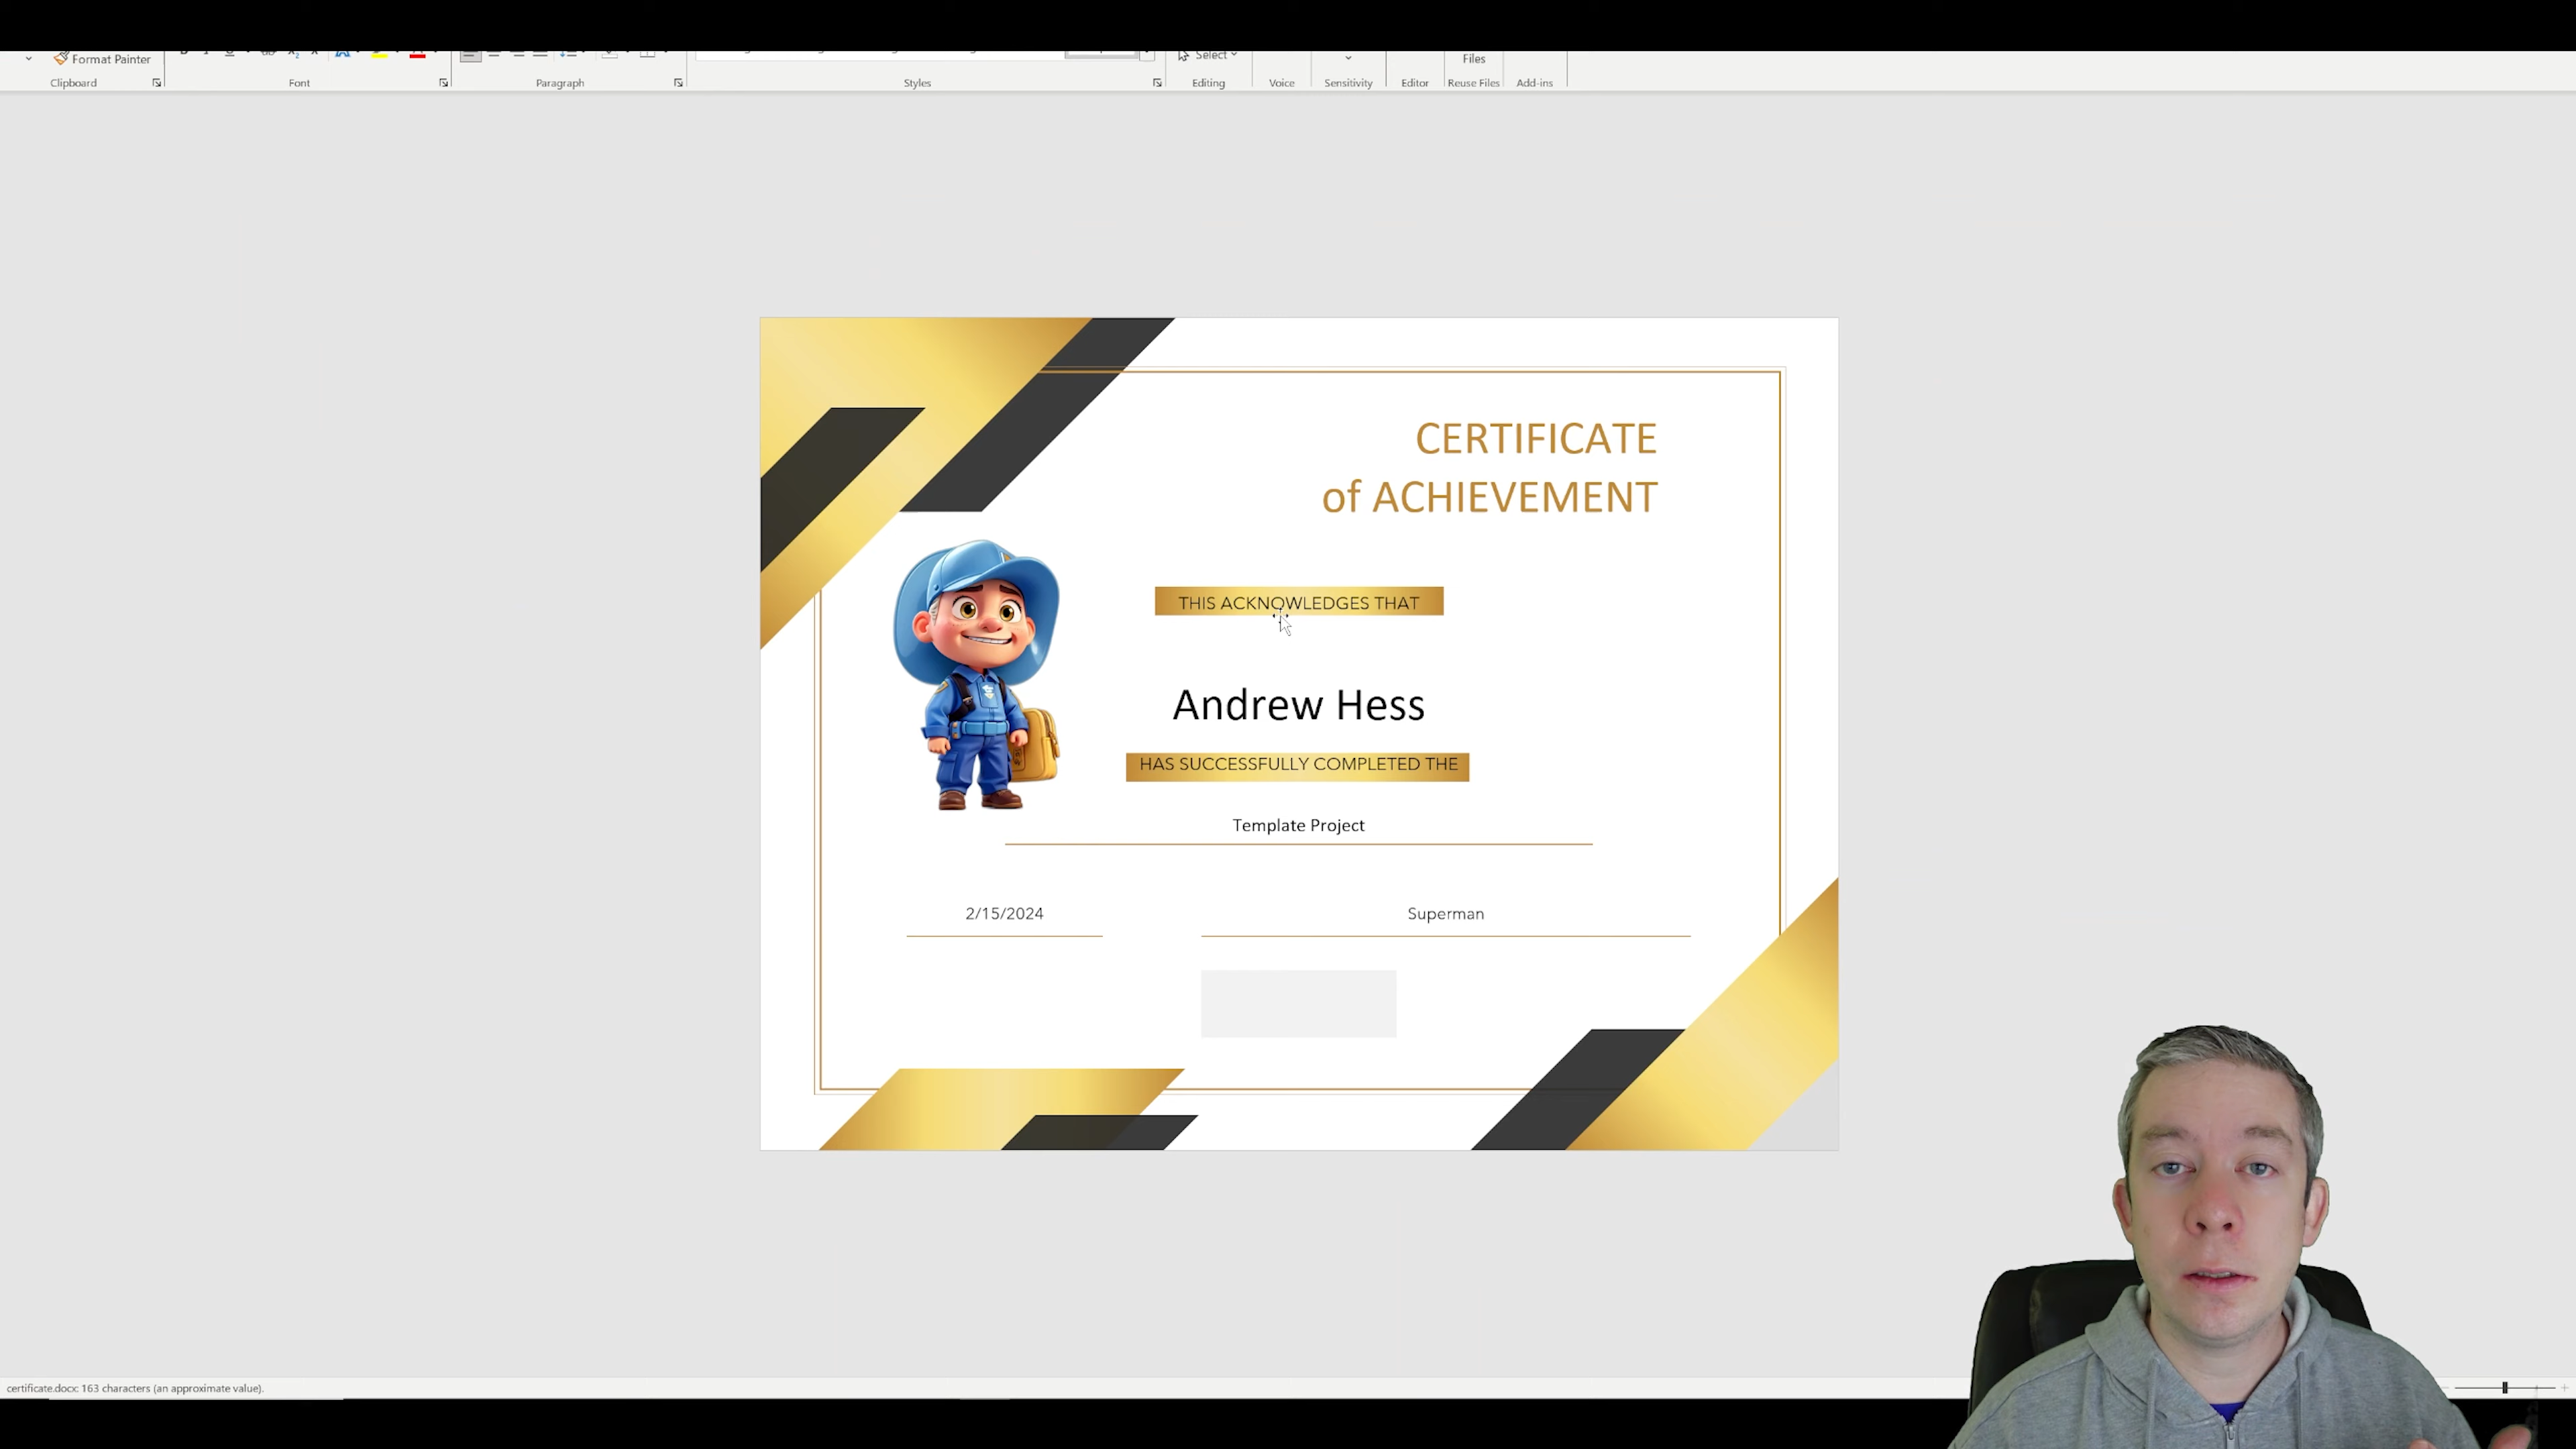 Format Painter
Select
Files
Clipboard
Font
Paragraph
Styles
Editing
Voice
Sensitivity
Editor
Reuse Files
Add-ins
CERTIFICATE
of ACHIEVEMENT
THIS ACKNOWLEDGES THAT
Andrew Hess
HAS SUCCESSFULLY COMPLETED THE
Template Project
2/15/2024
Superman
certificate.docx: 163 characters (an approximate value).